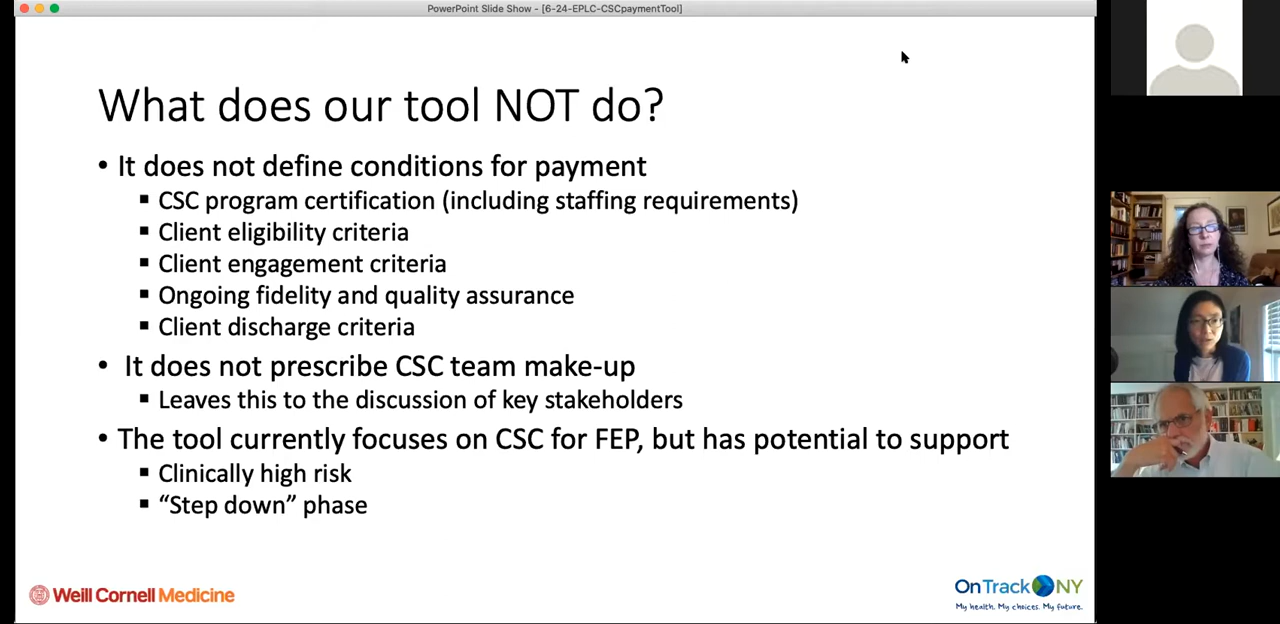 PowerPoint Slide Show - [6-24-EPLC-CSCpaymentTool]
What does our tool NOT do?
• It does not define conditions for payment
▪ CSC program certification (including staffing requirements)
▪ Client eligibility criteria
▪ Client engagement criteria
▪ Ongoing fidelity and quality assurance
▪ Client discharge criteria
• It does not prescribe CSC team make-up
▪ Leaves this to the discussion of key stakeholders
• The tool currently focuses on CSC for FEP, but has potential to support
▪ Clinically high risk
▪ “Step down” phase
Weill Cornell Medicine
OnTrack NY
My health. My choices. My future.